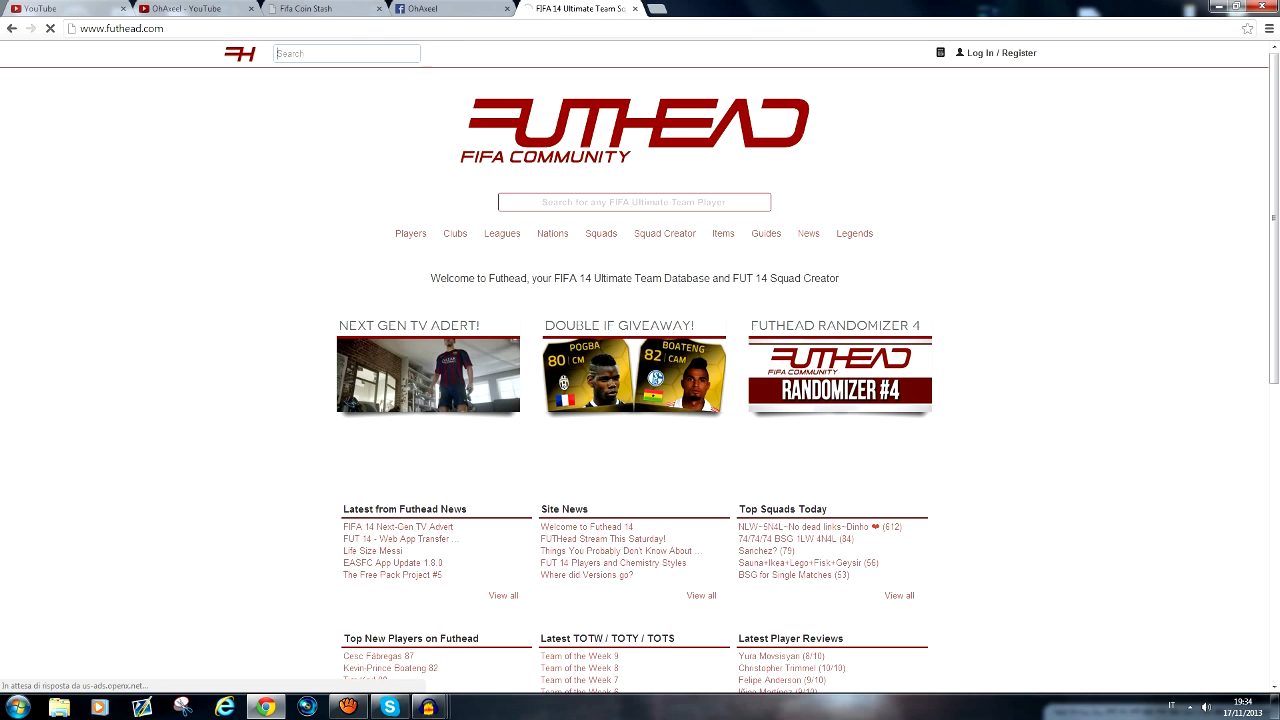 YouTube
OhAxeel - YouTube
Fifa Coin Stash
OhAxeel
FIFA 14 Ultimate Team Sq
www.futhead.com
FH
Search
Log In / Register
FUTHEAD
FIFA COMMUNITY
Search for any FIFA Ultimate Team Player
Players Clubs Leagues Nations Squads Squad Creator Items Guides News Legends
Welcome to Futhead, your FIFA 14 Ultimate Team Database and FUT 14 Squad Creator
NEXT GEN TV ADERT!
DOUBLE IF GIVEAWAY!
POGBA
80 CM
BOATENG
82 CAM
FUTHEAD RANDOMIZER 4
FUTHEAD
FIFA COMMUNITY
RANDOMIZER #4
Latest from Futhead News
FIFA 14 Next-Gen TV Advert
FUT 14 - Web App Transfer ...
Life Size Messi
EASFC App Update 1.8.0
The Free Pack Project #5
View all
Site News
Welcome to Futhead 14
FUTHead Stream This Saturday!
Things You Probably Don't Know About ...
FUT 14 Players and Chemistry Styles
Where did Versions go?
View all
Top Squads Today
NLW~5N4L~No dead links~Dinho ❤ (612)
74/74/74 BSG 1LW 4N4L (84)
Sanchez? (79)
Sauna+Ikea+Lego+Fisk+Geysir (56)
BSG for Single Matches (53)
View all
Top New Players on Futhead
Cesc Fàbregas 87
Kevin-Prince Boateng 82
Latest TOTW / TOTY / TOTS
Team of the Week 9
Team of the Week 8
Team of the Week 7
Team of the Week 6
Latest Player Reviews
Yura Movsisyan (8/10)
Christopher Trimmel (10/10)
Felipe Anderson (9/10)
Iñigo Martínez (9/10)
In attesa di risposta da us-ads.openx.net...
IT
19:34
17/11/2013